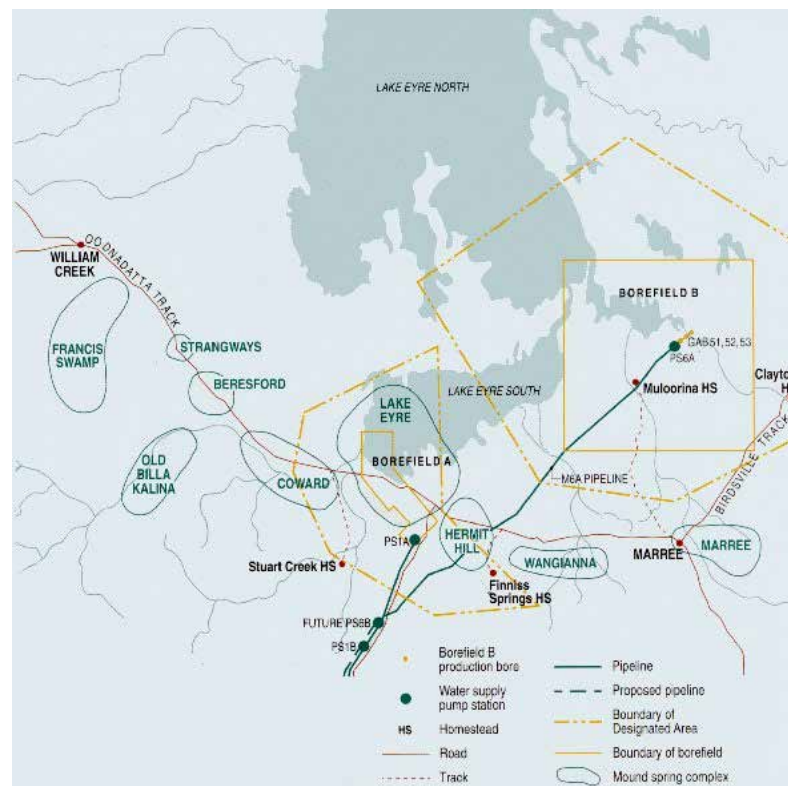 LAKE EYRE NORTH
OODNADATTA TRACK
WILLIAM
CREEK
BOREFIELD B
GAB51,52,53
PS6A
FRANCIS
SWAMP
STRANGWAYS
BERESFORD
Muloorina HS
Clayto
H
LAKE EYRE SOUTH
LAKE
EYRE
BIRDSVILLE TRACK
OLD
BILLA
KALINA
COWARD
BOREFIELD A
M6A PIPELINE
PS1A
HERMIT
HILL
MARREE
MARREE
Stuart Creek HS
WANGIANNA
Finniss
Springs HS
FUTURE PS6B
PS1B
Borefield B
production bore
Water supply
pump station
HS Homestead
Road
Track
Pipeline
Proposed pipeline
Boundary of
Designated Area
Boundary of borefield
Mound spring complex